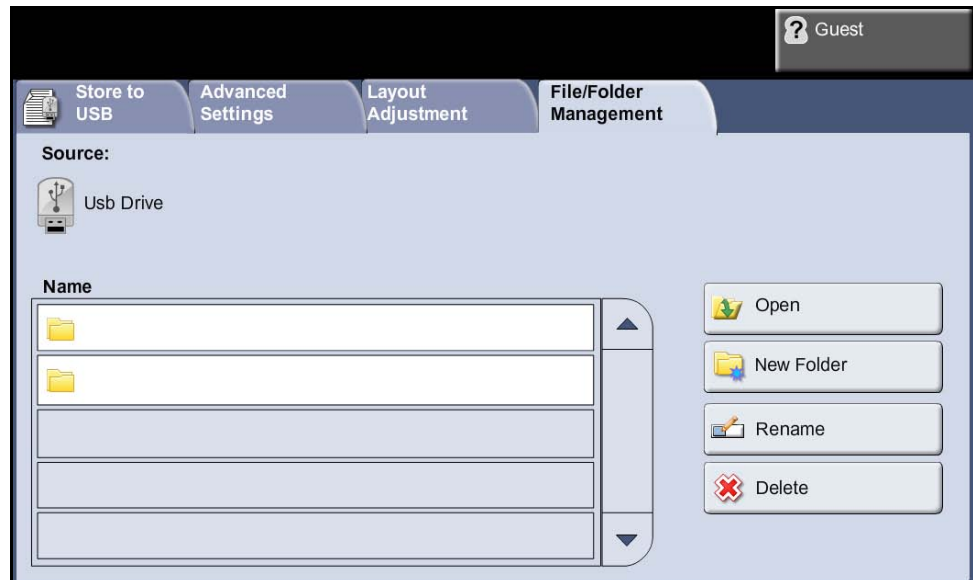 Guest
Store to
USB
Advanced
Settings
Layout
Adjustment
File/Folder
Management
Source:
Usb Drive
Name
Open
New Folder
Rename
Delete